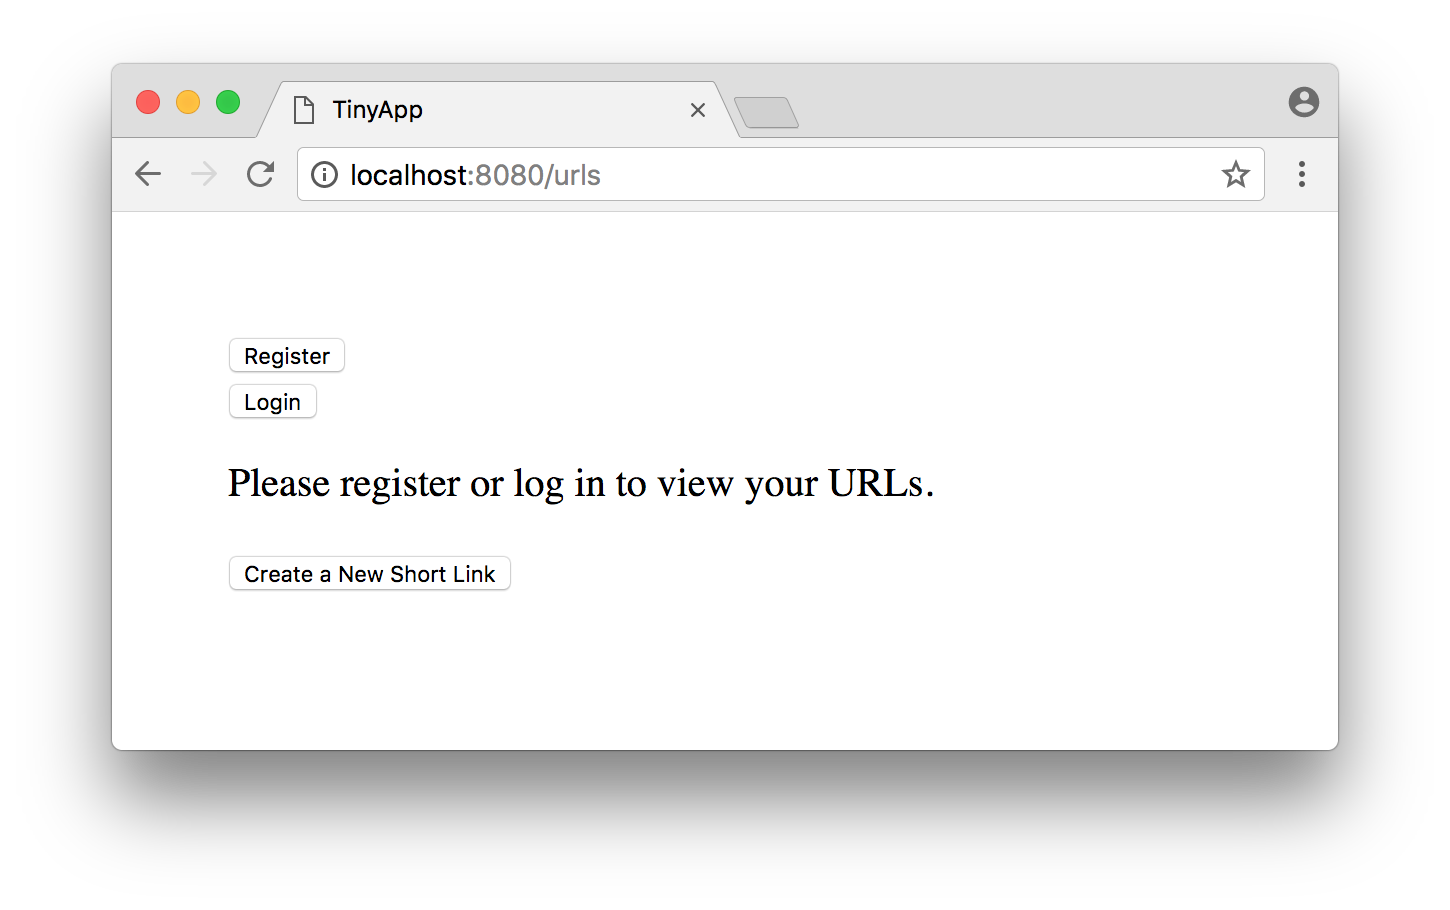 TinyApp
localhost:8080/urls
Register
Login
Please register or log in to view your URLs.
Create a New Short Link